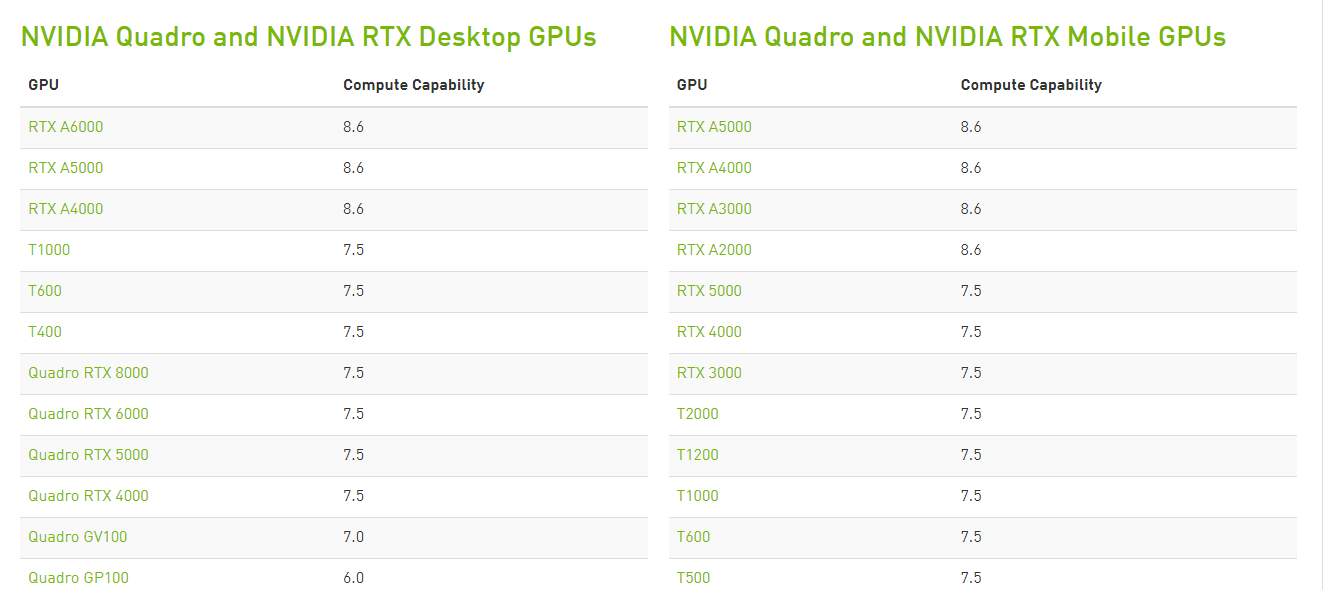 NVIDIA Quadro and NVIDIA RTX Desktop GPUs
GPU Compute Capability
RTX A6000 8.6
RTX A5000 8.6
RTX A4000 8.6
T1000 7.5
T600 7.5
T400 7.5
Quadro RTX 8000 7.5
Quadro RTX 6000 7.5
Quadro RTX 5000 7.5
Quadro RTX 4000 7.5
Quadro GV100 7.0
Quadro GP100 6.0
NVIDIA Quadro and NVIDIA RTX Mobile GPUs
GPU Compute Capability
RTX A5000 8.6
RTX A4000 8.6
RTX A3000 8.6
RTX A2000 8.6
RTX 5000 7.5
RTX 4000 7.5
RTX 3000 7.5
T2000 7.5
T1200 7.5
T1000 7.5
T600 7.5
T500 7.5